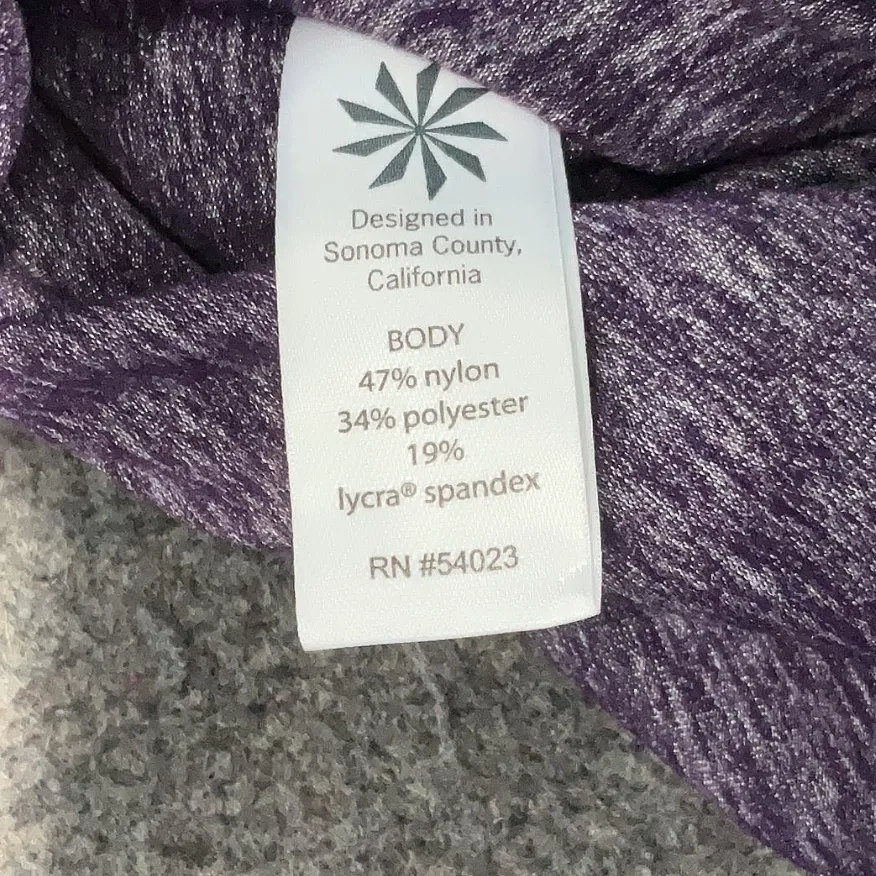 Designed in
Sonoma County,
California
BODY
47% nylon
34% polyester
19%
lycra® spandex
RN #54023